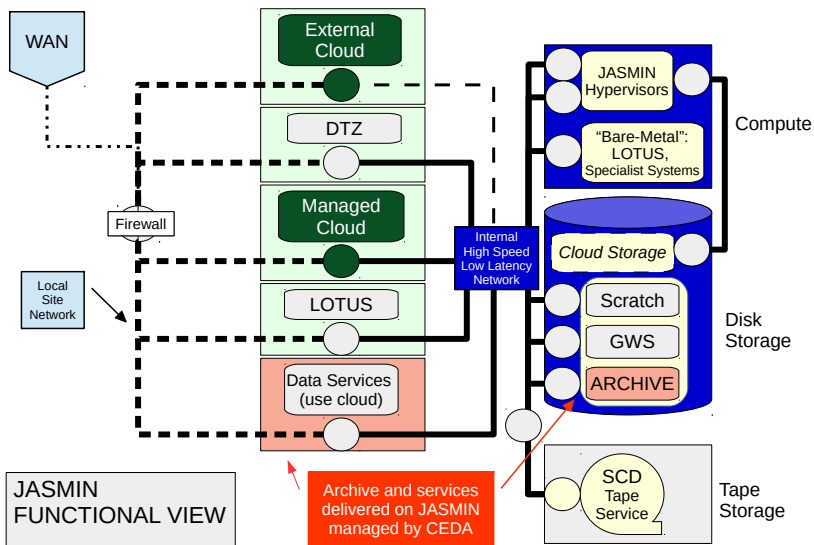 WAN
External
Cloud
DTZ
Managed
Cloud
LOTUS
Data Services
(use cloud)
Firewall
Local
Site
Network
Internal
High Speed
Low Latency
Network
JASMIN
Hypervisors
“Bare-Metal”:
LOTUS,
Specialist Systems
Compute
Cloud Storage
Scratch
GWS
ARCHIVE
Disk
Storage
SCD
Tape
Service
Tape
Storage
JASMIN
FUNCTIONAL VIEW
Archive and services
delivered on JASMIN
managed by CEDA